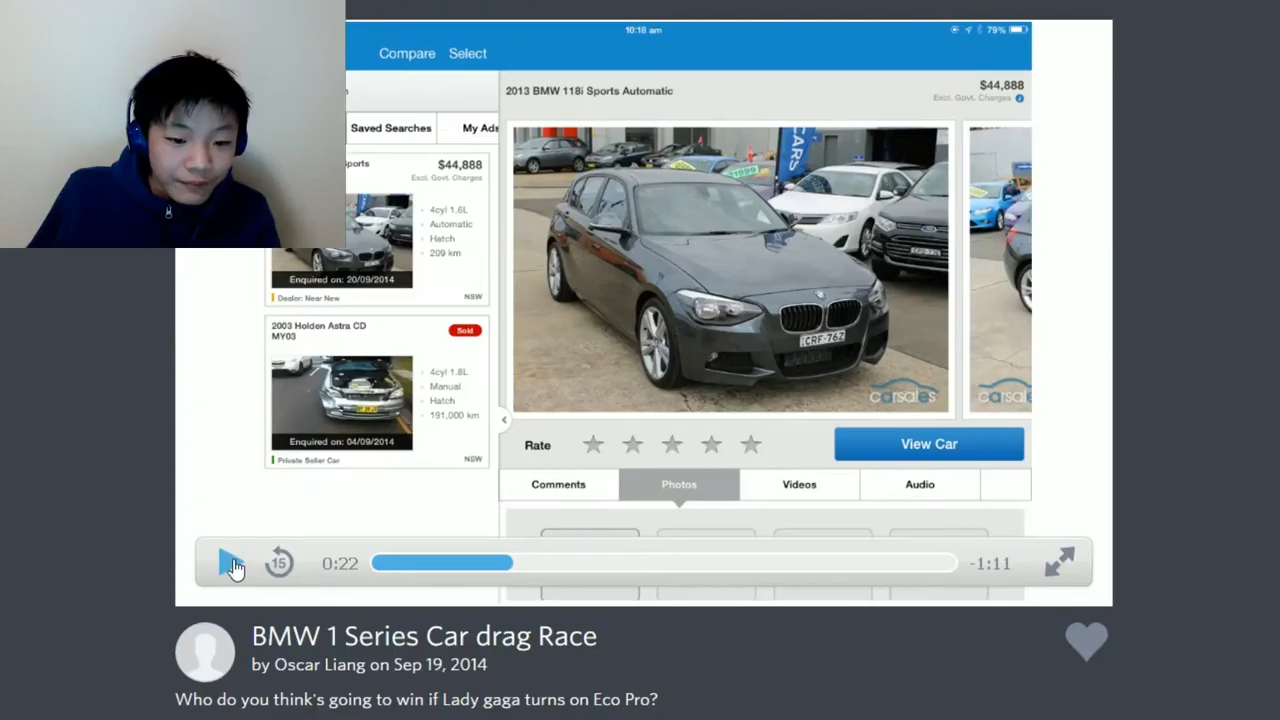 10:18 am
79%
Compare Select
2013 BMW 118i Sports Automatic
$44,888
Excl. Govt. Charges
Saved Searches
My Ads
CARS
$44,888
Excl. Govt. Charges
4cyl 1.6L
Automatic
Hatch
209 km
Enquired on: 20/09/2014
Dealer: Near New
NSW
CRF-76Z
carsales
2003 Holden Astra CD
MY03
Sold
4cyl 1.8L
Manual
Hatch
191,000 km
Enquired on: 04/09/2014
Private Seller Car
NSW
Rate
View Car
Comments
Photos
Videos
Audio
15
0:22
-1:11
BMW 1 Series Car drag Race
by Oscar Liang on Sep 19, 2014
Who do you think's going to win if Lady gaga turns on Eco Pro?